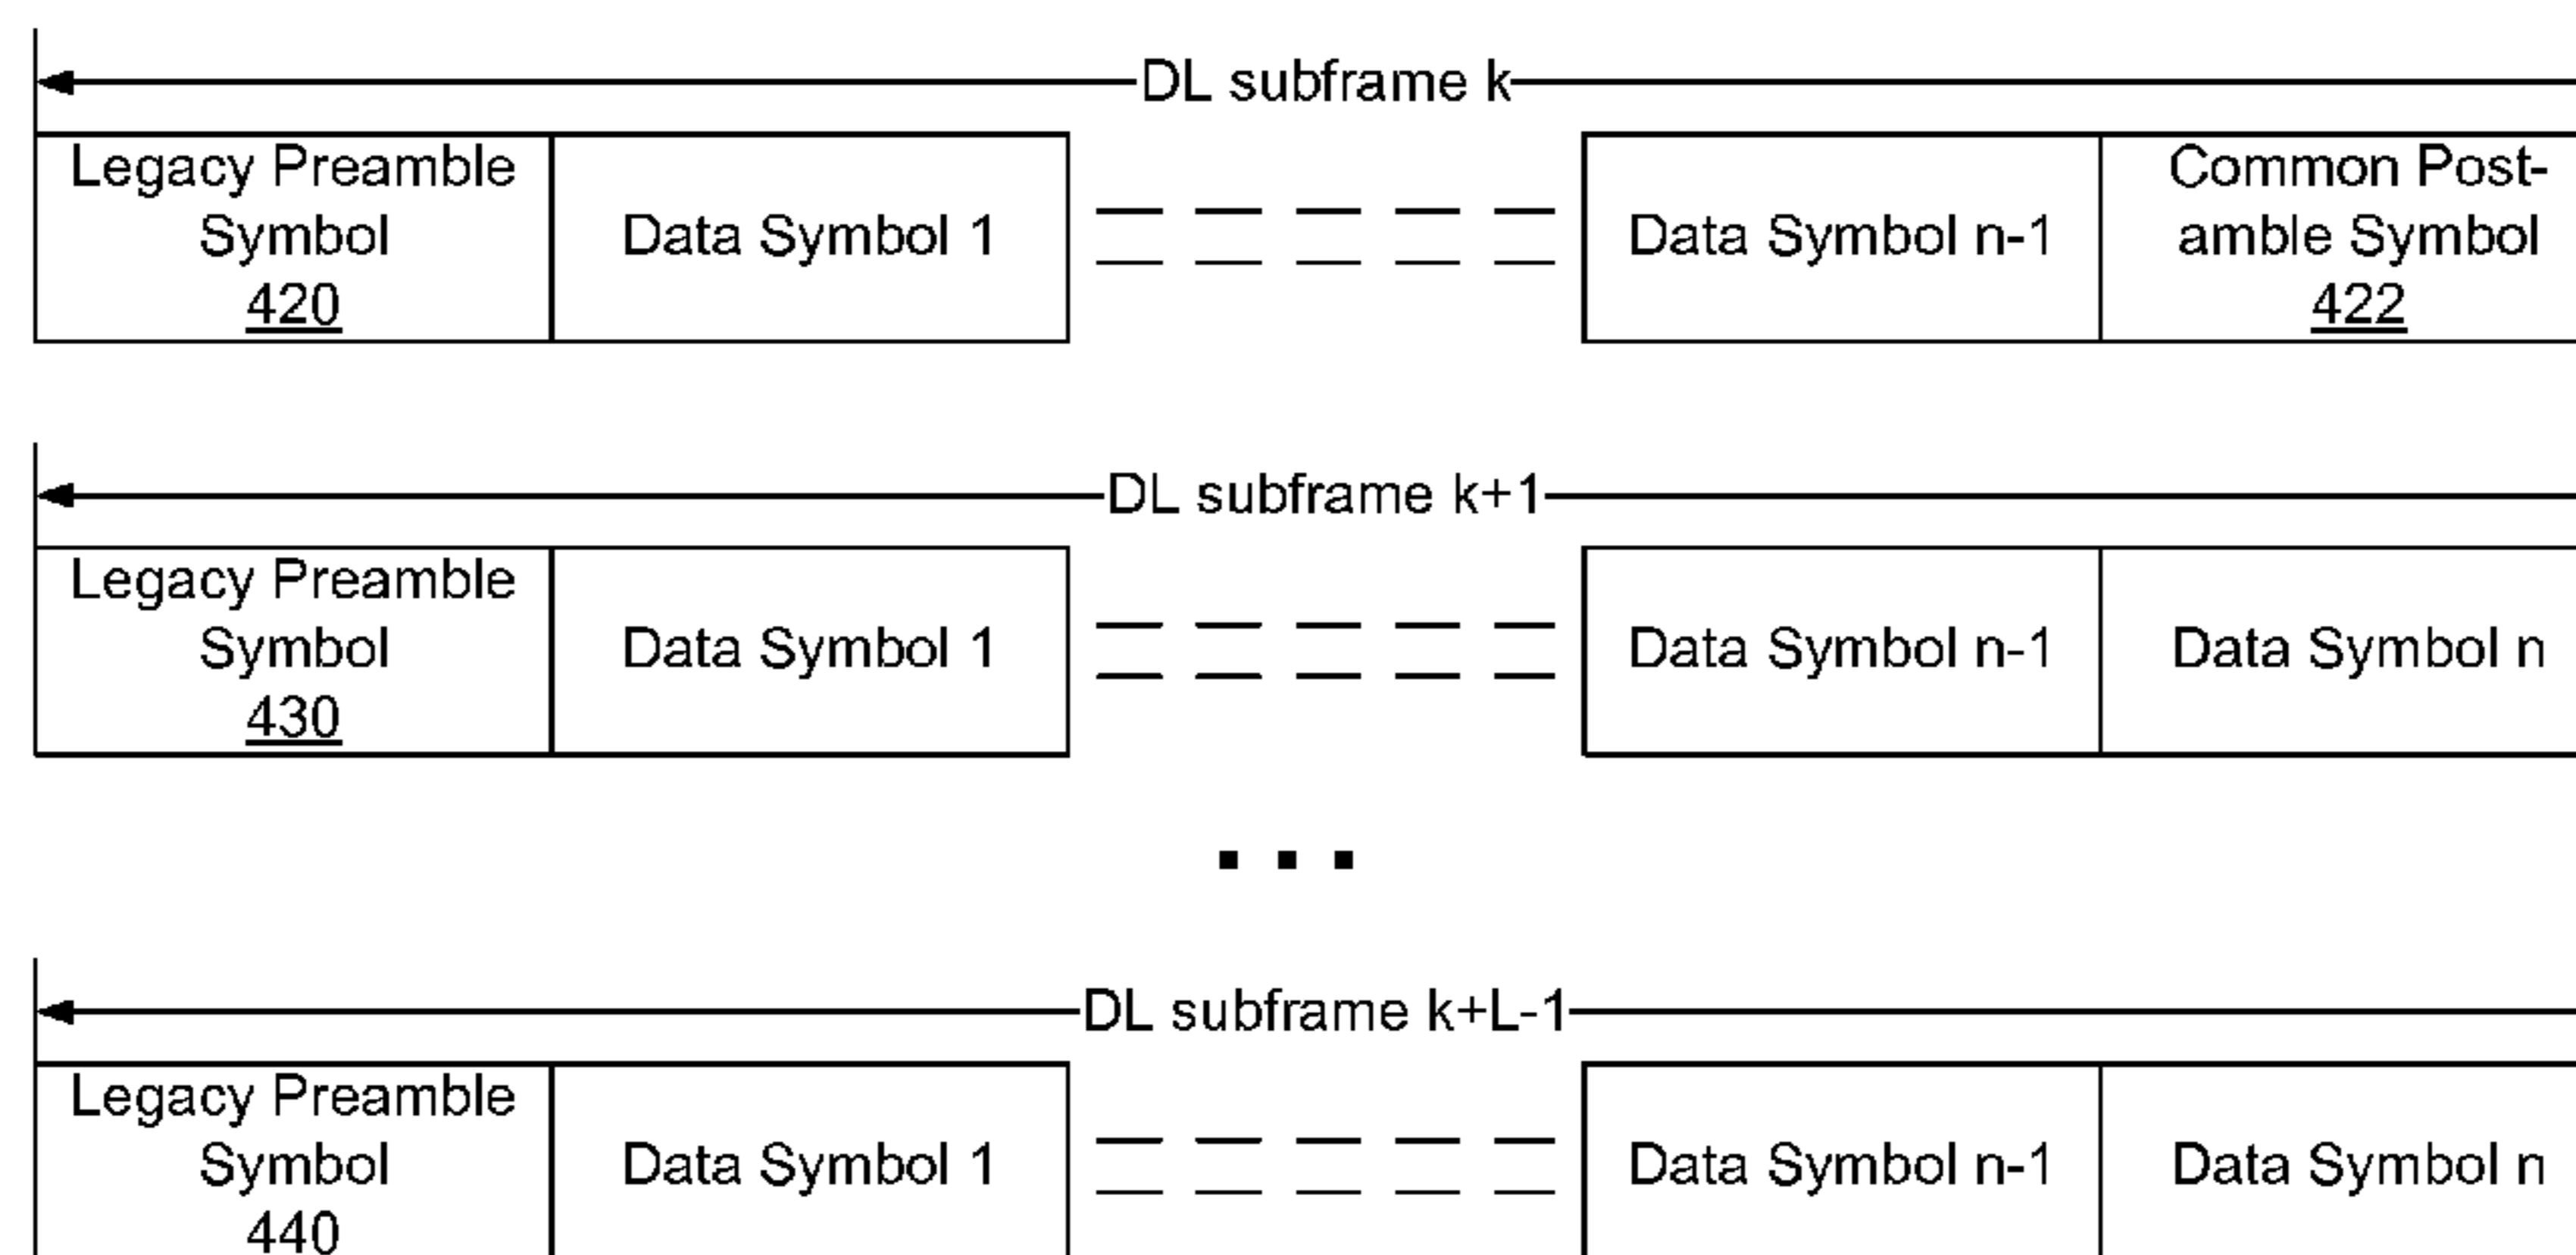 DL subframe k
Legacy Preamble
Symbol
420
Data Symbol 1
Data Symbol n-1
Common Post-
amble Symbol
422
DL subframe k+1
Legacy Preamble
Symbol
430
Data Symbol 1
Data Symbol n-1
Data Symbol n
DL subframe k+L-1
Legacy Preamble
Symbol
440
Data Symbol 1
Data Symbol n-1
Data Symbol n